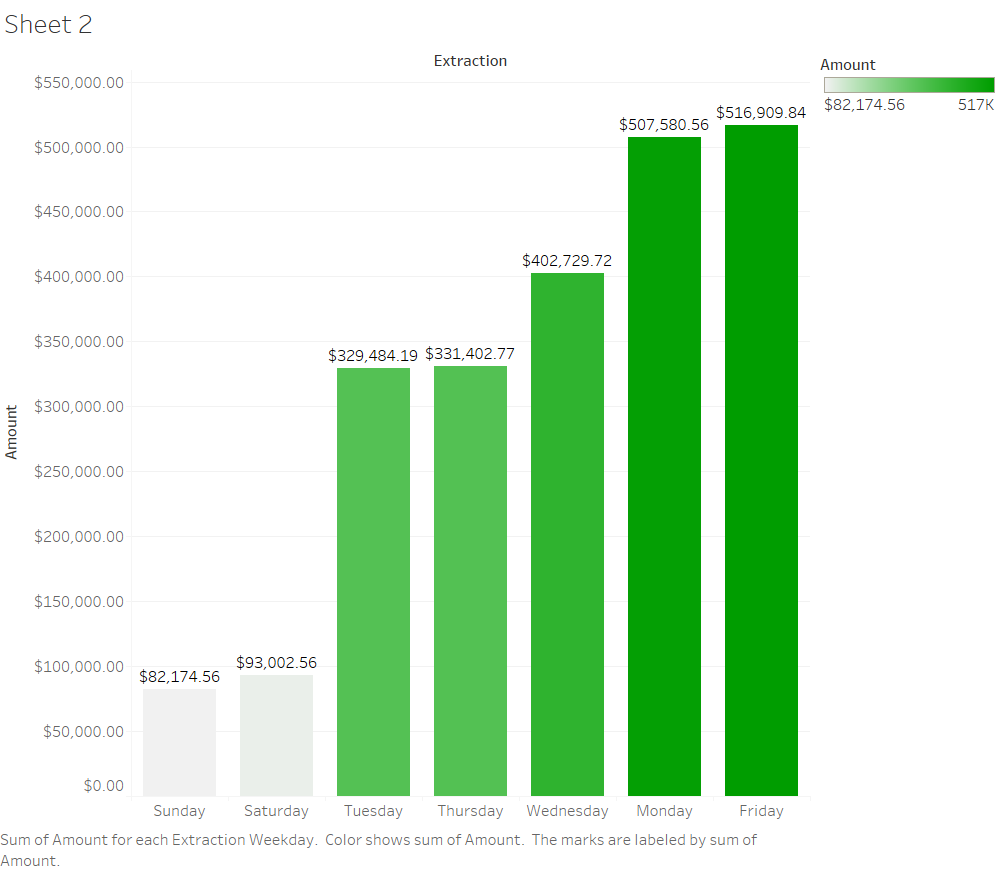 Sheet 2
Extraction
Amount
$82,174.56 517K
$550,000.00
$500,000.00
$450,000.00
$400,000.00
$350,000.00
$300,000.00
$250,000.00
$200,000.00
$150,000.00
$100,000.00
$50,000.00
$0.00
Amount
$82,174.56
$93,002.56
$329,484.19
$331,402.77
$402,729.72
$507,580.56
$516,909.84
Sunday Saturday Tuesday Thursday Wednesday Monday Friday
Sum of Amount for each Extraction Weekday. Color shows sum of Amount. The marks are labeled by sum of
Amount.